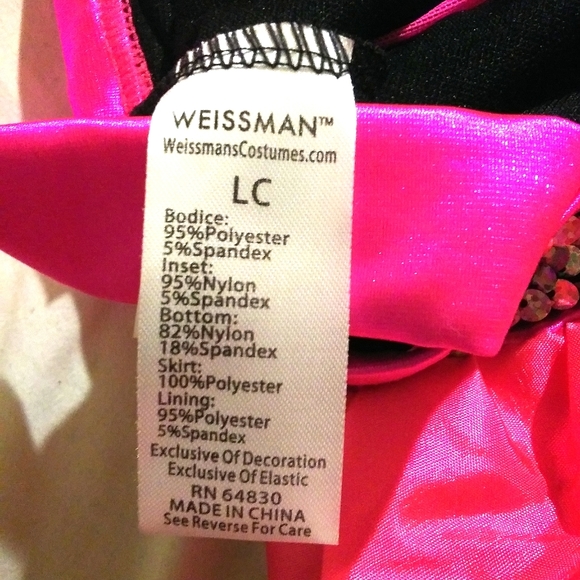 WEISSMAN™
WeissmansCostumes.com
LC
Bodice:
95%Polyester
5%Spandex
Inset:
95%Nylon
5%Spandex
Bottom:
82%Nylon
18%Spandex
Skirt:
100%Polyester
Lining:
95%Polyester
5%Spandex
Exclusive Of Decoration
Exclusive Of Elastic
RN 64830
MADE IN CHINA
See Reverse For Care